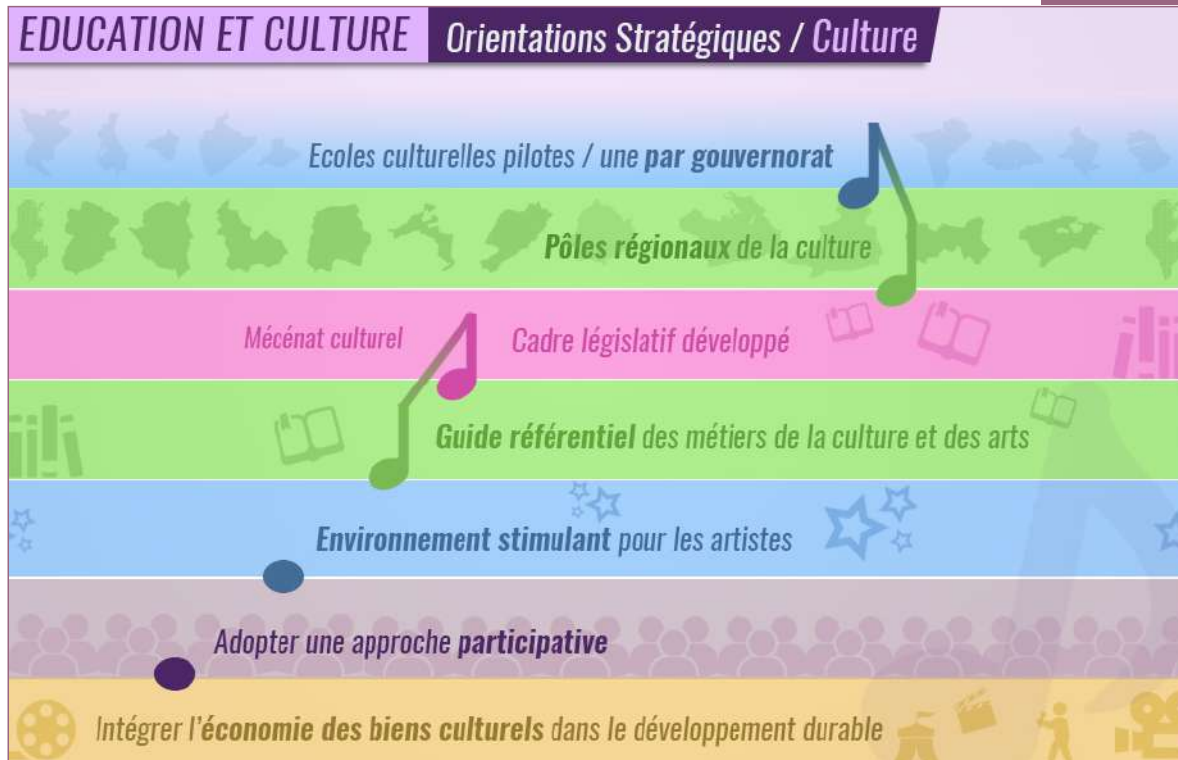 EDUCATION ET CULTURE Orientations Stratégiques / Culture
Ecoles culturelles pilotes / une par gouvernorat
Pôles régionaux de la culture
Mécénat culturel Cadre législatif développé
Guide référentiel des métiers de la culture et des arts
Environnement stimulant pour les artistes
Adopter une approche participative
Intégrer l'économie des biens culturels dans le développement durable